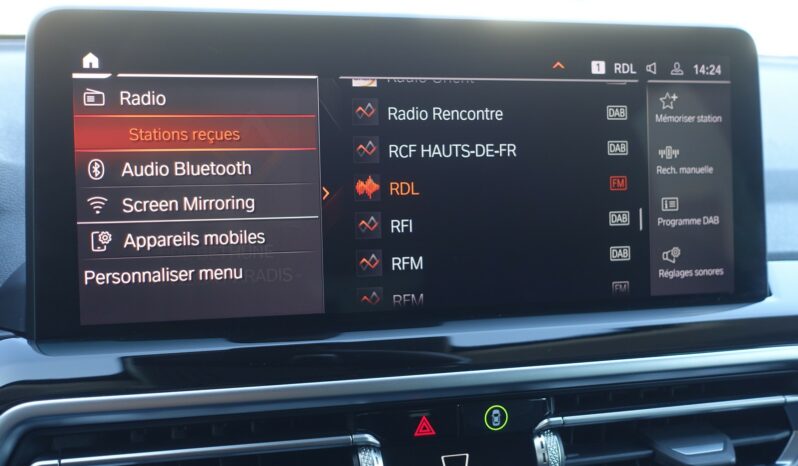 1 RDL 14:24
Radio
Stations reçues
Audio Bluetooth
Screen Mirroring
Appareils mobiles
Personnaliser menu
Radio Orient
Radio Rencontre DAB
RCF HAUTS-DE-FR DAB
RDL FM
RFI DAB
RFM DAB
RFM FM
Mémoriser station
Rech. manuelle
Programme DAB
Réglages sonores